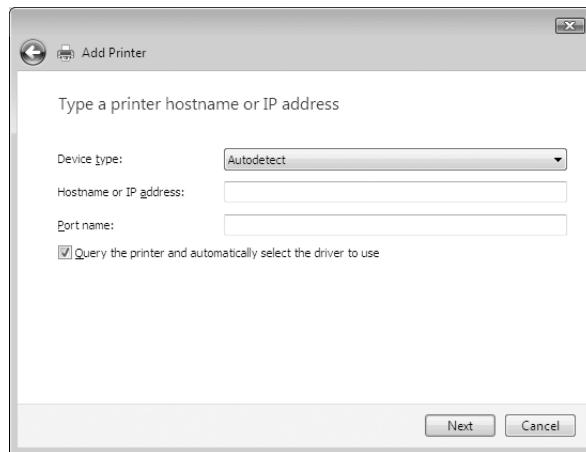 Add Printer
Type a printer hostname or IP address
Device type:
Autodetect
Hostname or IP address:
Port name:
Query the printer and automatically select the driver to use
Next
Cancel